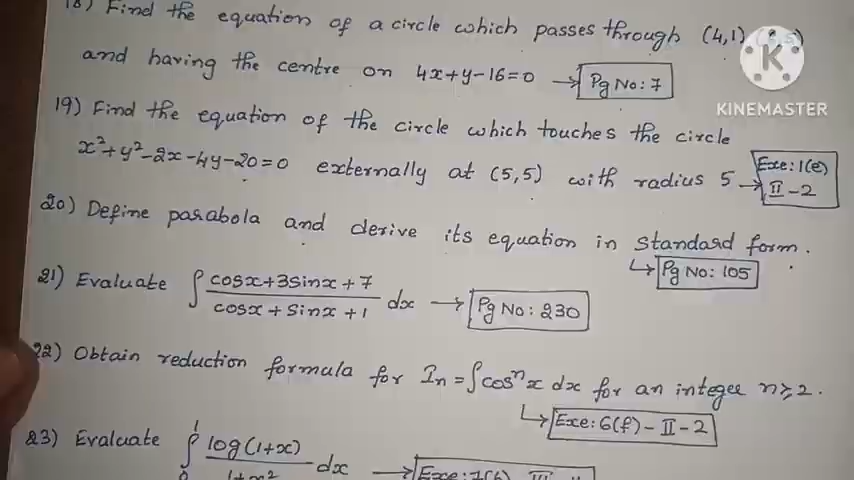 18) Find the equation of a circle which passes through (4,1)
and having the centre on 4x+y-16=0 → Pg No: 7
KINEMASTER
19) Find the equation of the circle which touches the circle
x²+y²-2x-4y-20=0 externally at (5,5) with radius 5 → Exe: 1(e) II-2
20) Define parabola and derive its equation in standard form.
↳ Pg No: 105
21) Evaluate ∫ (cosx+3sinx+7)/(cosx+sinx+1) dx → Pg No: 230
22) Obtain reduction formula for In = ∫cosⁿx dx for an integer n≥2.
↳ Exe: 6(f)-II-2
23) Evaluate ∫₀¹ log(1+x)/(1+x²) dx →